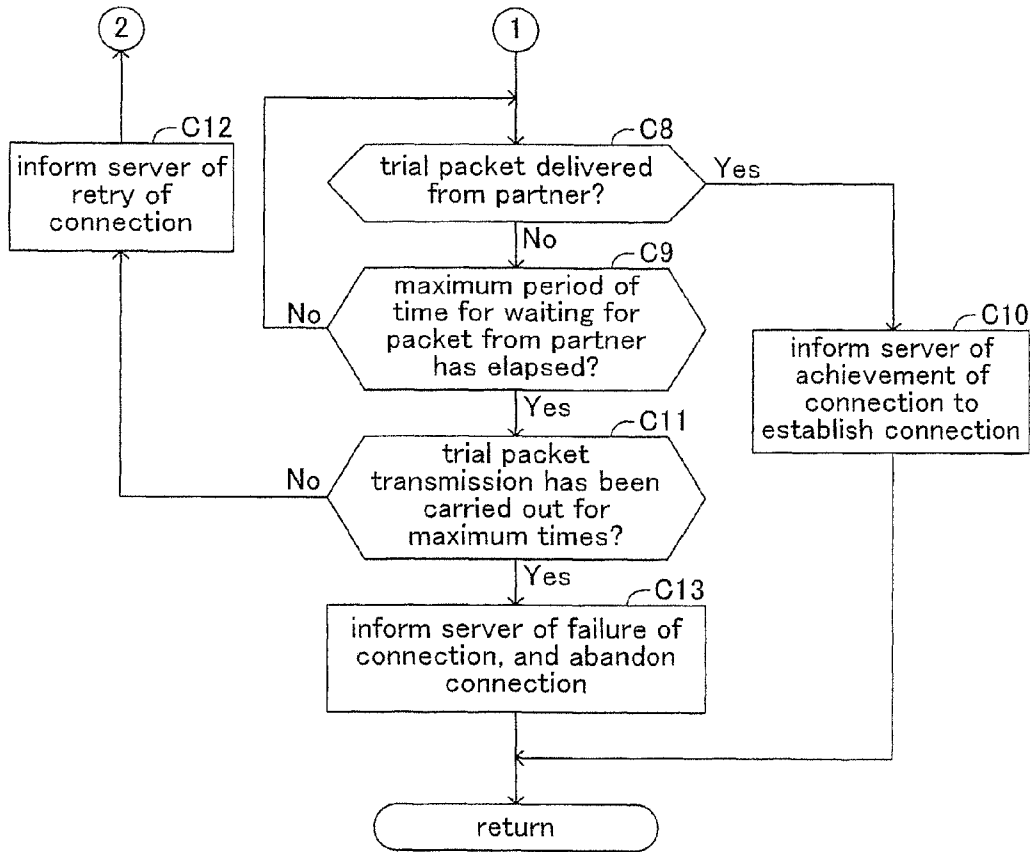 2
1
C12
inform server of
retry of
connection
C8
trial packet delivered
from partner?
Yes
No
C9
maximum period of
time for waiting for
packet from partner
has elapsed?
No
Yes
C10
inform server of
achievement of
connection to
establish connection
C11
trial packet
transmission has been
carried out for
maximum times?
No
Yes
C13
inform server of failure of
connection, and abandon
connection
return